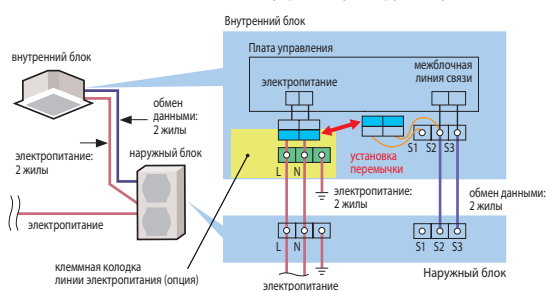 Внутренний блок
Плата управления
внутренний блок
электропитание
межблочная
линия связи
обмен
данными:
2 жилы
S1 S2 S3
установка
перемычки
электропитание:
2 жилы
наружный блок
L N
электропитание:
2 жилы
обмен данными:
2 жилы
электропитание
L N
S1 S2 S3
клеммная колодка
линии электропитания (опция)
Наружный блок
электропитание